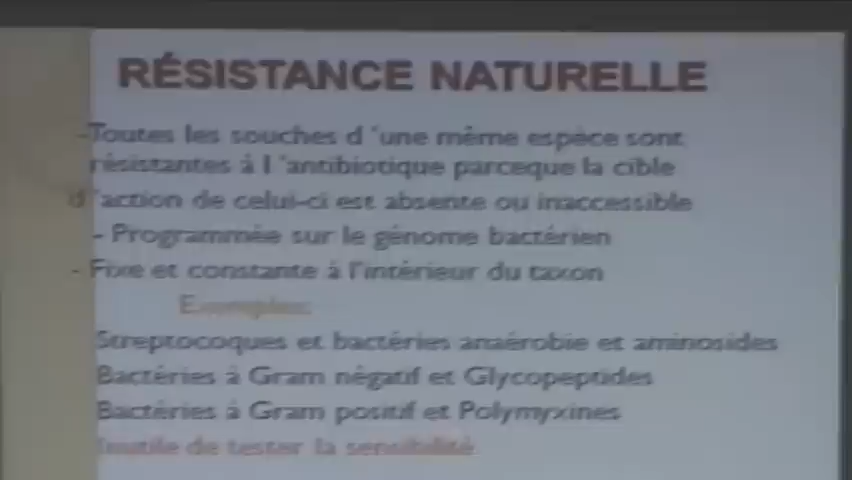 RÉSISTANCE NATURELLE
-Toutes les souches d 'une même espèce sont
résistantes à l 'antibiotique parceque la cible
d 'action de celui-ci est absente ou inaccessible
- Programmée sur le génome bactérien
- Fixe et constante à l'intérieur du taxon
Exemples:
Streptocoques et bactéries anaérobie et aminosides
Bactéries à Gram négatif et Glycopeptides
Bactéries à Gram positif et Polymyxines
Inutile de tester la sensibilité